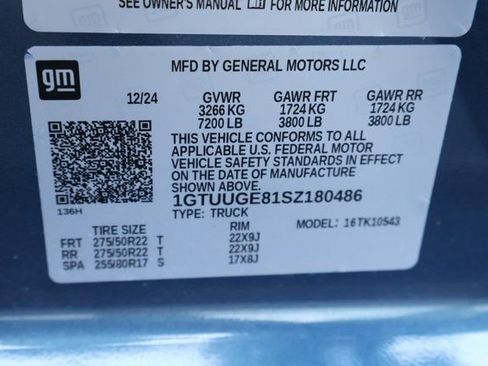 SEE OWNER'S MANUAL FOR MORE INFORMATION
gm
MFD BY GENERAL MOTORS LLC
12/24 GVWR GAWR FRT GAWR RR
3266 KG 1724 KG 1724 KG
7200 LB 3800 LB 3800 LB
THIS VEHICLE CONFORMS TO ALL
APPLICABLE U.S. FEDERAL MOTOR
VEHICLE SAFETY STANDARDS IN EFFECT
ON THE DATE OF MANUFACTURE
SHOWN ABOVE.
1GTUUGE81SZ180486
136H TYPE: TRUCK MODEL: 16TK10543
TIRE SIZE RIM
FRT 275/50R22 T 22X9J
RR 275/50R22 T 22X9J
SPA 255/80R17 S 17X8J